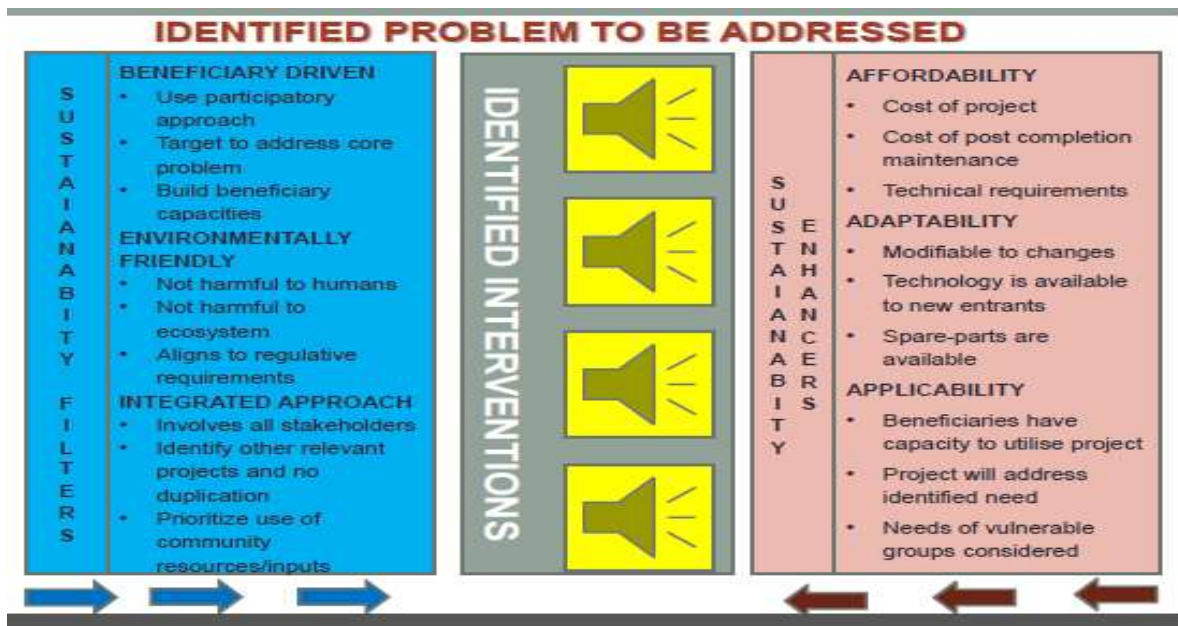 IDENTIFIED PROBLEM TO BE ADDRESSED
SUSTAIANABITY FILTERS
BENEFICIARY DRIVEN
• Use participatory
approach
• Target to address core
problem
• Build beneficiary
capacities
ENVIRONMENTALLY
FRIENDLY
• Not harmful to humans
• Not harmful to
ecosystem
• Aligns to regulative
requirements
INTEGRATED APPROACH
• Involves all stakeholders
• Identify other relevant
projects and no
duplication
• Prioritize use of
community
resources/inputs
IDENTIFIED INTERVENTIONS
SUSTAIANABITY
ENHANCERS
AFFORDABILITY
• Cost of project
• Cost of post completion
maintenance
• Technical requirements
ADAPTABILITY
• Modifiable to changes
• Technology is available
to new entrants
• Spare-parts are
available
APPLICABILITY
• Beneficiaries have
capacity to utilise project
• Project will address
identified need
• Needs of vulnerable
groups considered